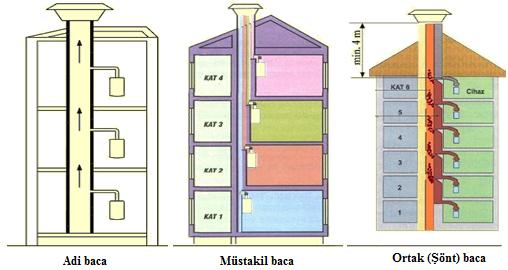 KAT 4
KAT 3
KAT 2
KAT 1
min. 4 m
KAT 6
Cihaz
5
4
3
2
1
Adi baca
Müstakil baca
Ortak (Şönt) baca